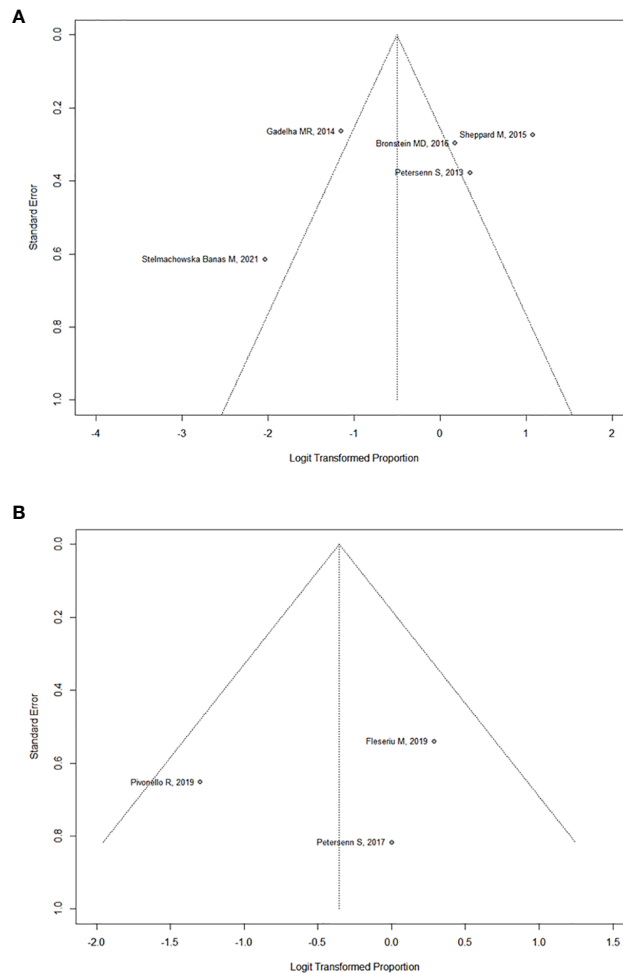 A
0.0
0.2
0.4
0.6
0.8
1.0
Standard Error
Gadelha MR, 2014
Sheppard M, 2015
Bronstein MD, 2016
Petersenn S, 2013
Stelmachowska Banas M, 2021
-4 -3 -2 -1 0 1 2
Logit Transformed Proportion
B
0.0
0.2
0.4
0.6
0.8
1.0
Standard Error
Fleseriu M, 2019
Pivonello R, 2019
Petersenn S, 2017
-2.0 -1.5 -1.0 -0.5 0.0 0.5 1.0 1.5
Logit Transformed Proportion